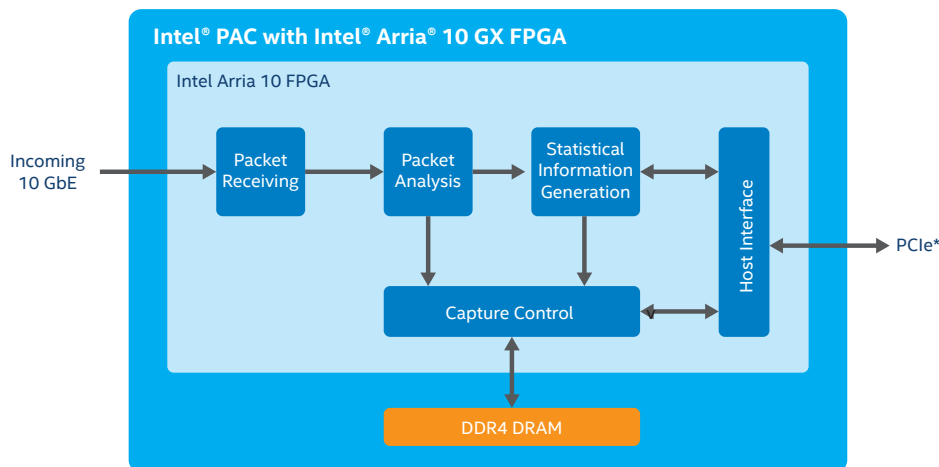 Intel® PAC with Intel® Arria® 10 GX FPGA
Intel Arria 10 FPGA
Incoming
10 GbE
Packet
Receiving
Packet
Analysis
Statistical
Information
Generation
Host Interface
PCIe*
Capture Control
v
DDR4 DRAM